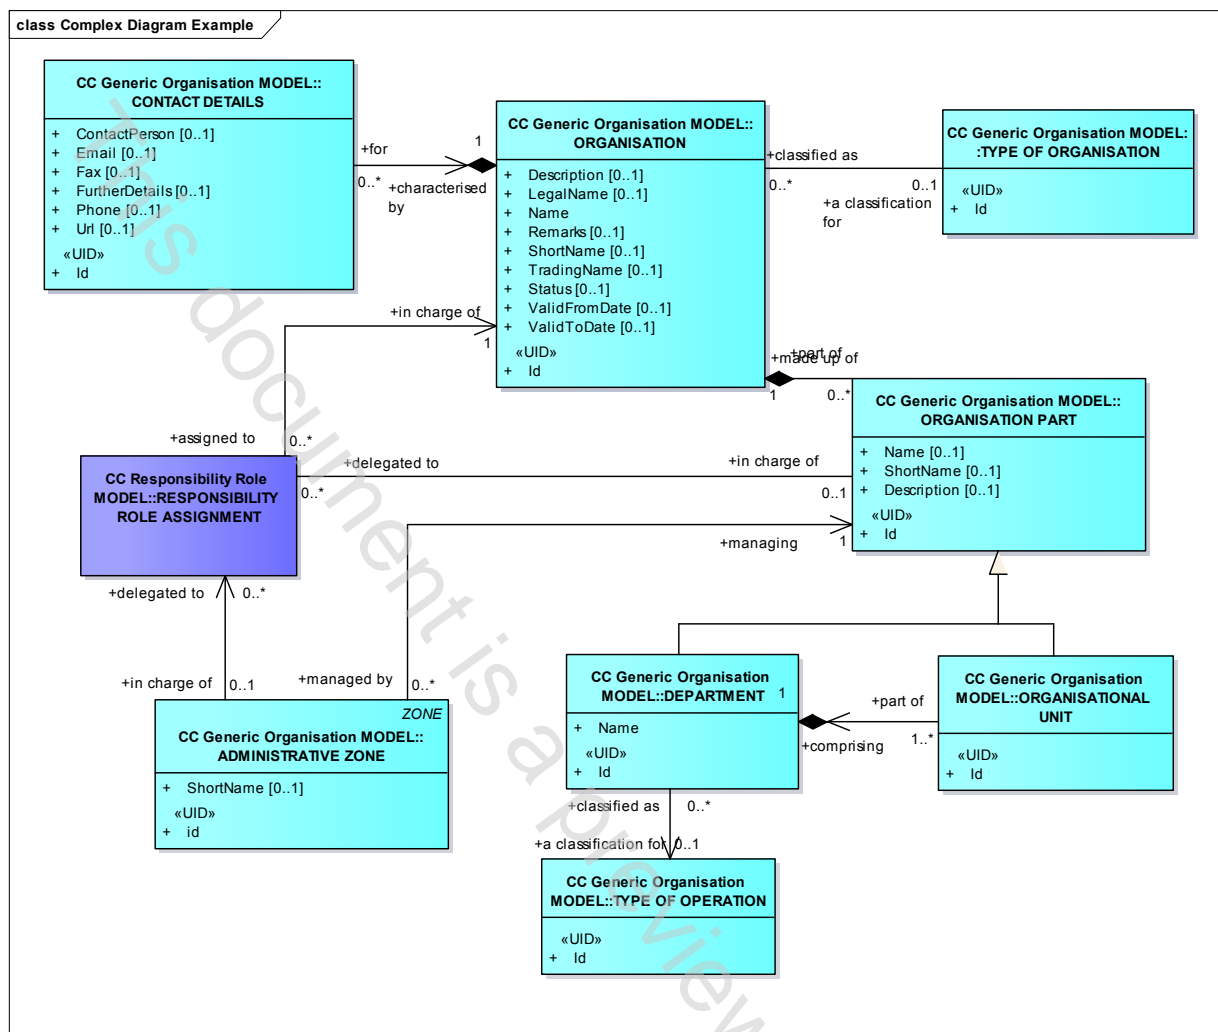 class Complex Diagram Example
CC Generic Organisation MODEL::
CONTACT DETAILS
+ ContactPerson [0..1]
+ Email [0..1]
+ Fax [0..1]
+ FurtherDetails [0..1]
+ Phone [0..1]
+ Url [0..1]
«UID»
+ Id
+for
0..*
1
+characterised
by
CC Generic Organisation MODEL::
ORGANISATION
+ Description [0..1]
+ LegalName [0..1]
+ Name
+ Remarks [0..1]
+ ShortName [0..1]
+ TradingName [0..1]
+ Status [0..1]
+ ValidFromDate [0..1]
+ ValidToDate [0..1]
«UID»
+ Id
+classified as
0..*
0..1
+a classification
for
CC Generic Organisation MODEL:
:TYPE OF ORGANISATION
«UID»
+ Id
+in charge of
1
+part of
+made up of
1
0..*
CC Generic Organisation MODEL::
ORGANISATION PART
+ Name [0..1]
+ ShortName [0..1]
+ Description [0..1]
«UID»
+ Id
+assigned to
0..*
CC Responsibility Role
MODEL::RESPONSIBILITY
ROLE ASSIGNMENT
+delegated to
0..*
+in charge of
0..1
+managing
1
+delegated to
0..*
+in charge of
0..1
+managed by
0..*
ZONE
CC Generic Organisation MODEL::
ADMINISTRATIVE ZONE
+ ShortName [0..1]
«UID»
+ id
CC Generic Organisation
MODEL::DEPARTMENT
1
+ Name
«UID»
+ Id
+part of
1..*
+comprising
CC Generic Organisation
MODEL::ORGANISATIONAL
UNIT
«UID»
+ Id
+classified as
0..*
+a classification for
0..1
CC Generic Organisation
MODEL::TYPE OF OPERATION
«UID»
+ Id
This document is a preview